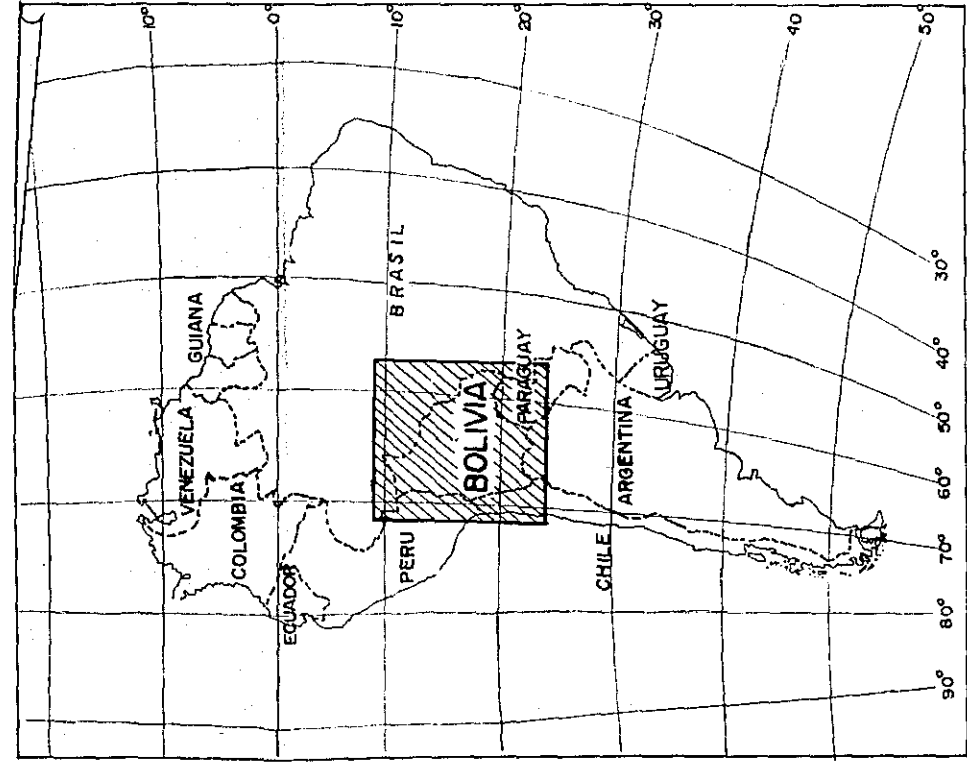 10°
0°
10°
20°
30°
40
50°
VENEZUELA
GUIANA
COLOMBIA
ECUADOR
BRASIL
PERU
BOLIVIA
PARAGUAY
CHILE
ARGENTINA
URUGUAY
90°
80°
70°
60°
50°
40°
30°